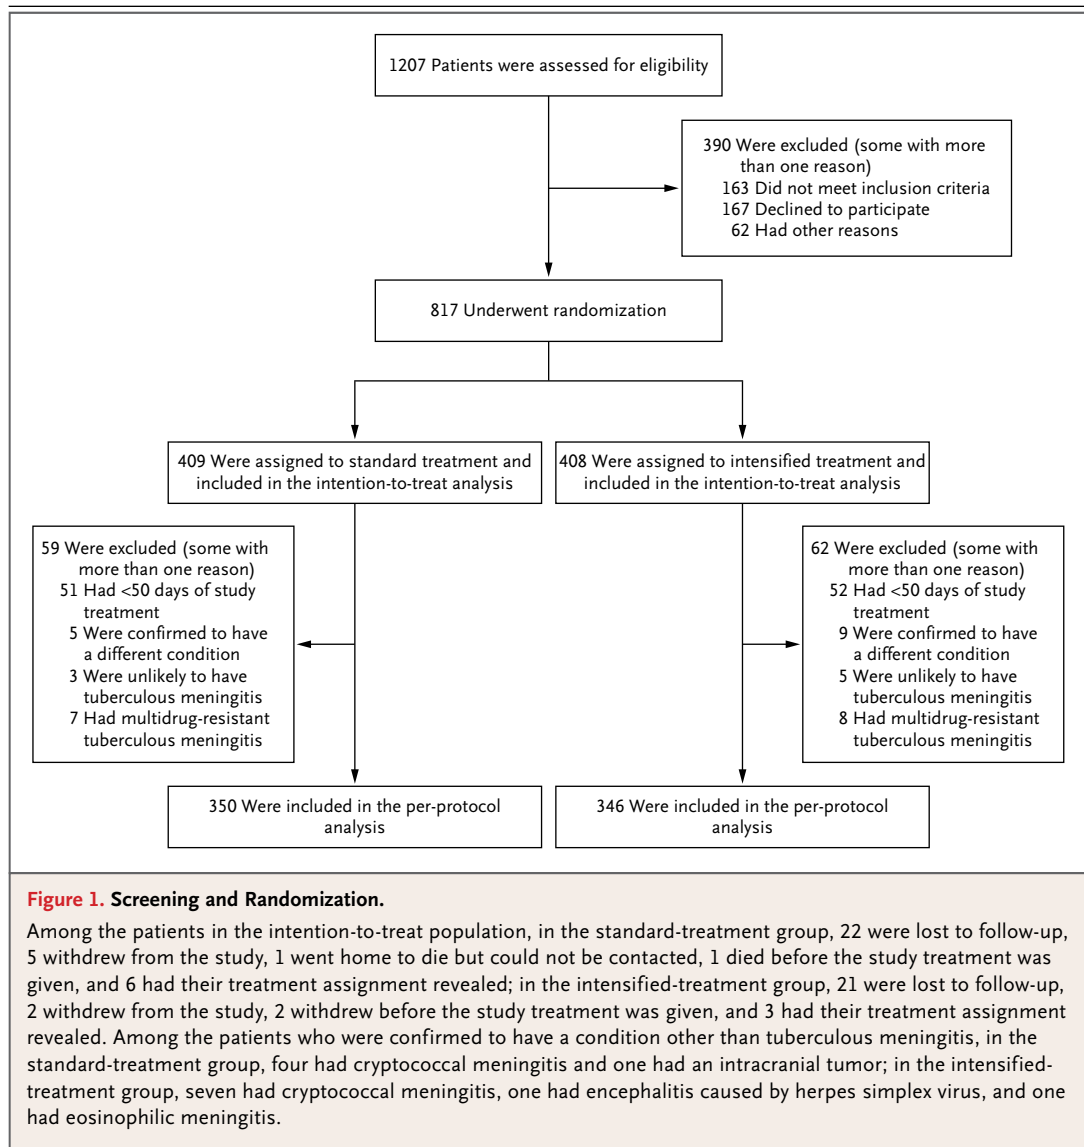 1207 Patients were assessed for eligibility
390 Were excluded (some with more
than one reason)
163 Did not meet inclusion criteria
167 Declined to participate
62 Had other reasons
817 Underwent randomization
409 Were assigned to standard treatment and
included in the intention-to-treat analysis
408 Were assigned to intensified treatment and
included in the intention-to-treat analysis
59 Were excluded (some with
more than one reason)
51 Had <50 days of study
treatment
5 Were confirmed to have
a different condition
3 Were unlikely to have
tuberculous meningitis
7 Had multidrug-resistant
tuberculous meningitis
62 Were excluded (some with
more than one reason)
52 Had <50 days of study
treatment
9 Were confirmed to have
a different condition
5 Were unlikely to have
tuberculous meningitis
8 Had multidrug-resistant
tuberculous meningitis
350 Were included in the per-protocol
analysis
346 Were included in the per-protocol
analysis
Figure 1. Screening and Randomization.
Among the patients in the intention-to-treat population, in the standard-treatment group, 22 were lost to follow-up,
5 withdrew from the study, 1 went home to die but could not be contacted, 1 died before the study treatment was
given, and 6 had their treatment assignment revealed; in the intensified-treatment group, 21 were lost to follow-up,
2 withdrew from the study, 2 withdrew before the study treatment was given, and 3 had their treatment assignment
revealed. Among the patients who were confirmed to have a condition other than tuberculous meningitis, in the
standard-treatment group, four had cryptococcal meningitis and one had an intracranial tumor; in the intensified-
treatment group, seven had cryptococcal meningitis, one had encephalitis caused by herpes simplex virus, and one
had eosinophilic meningitis.